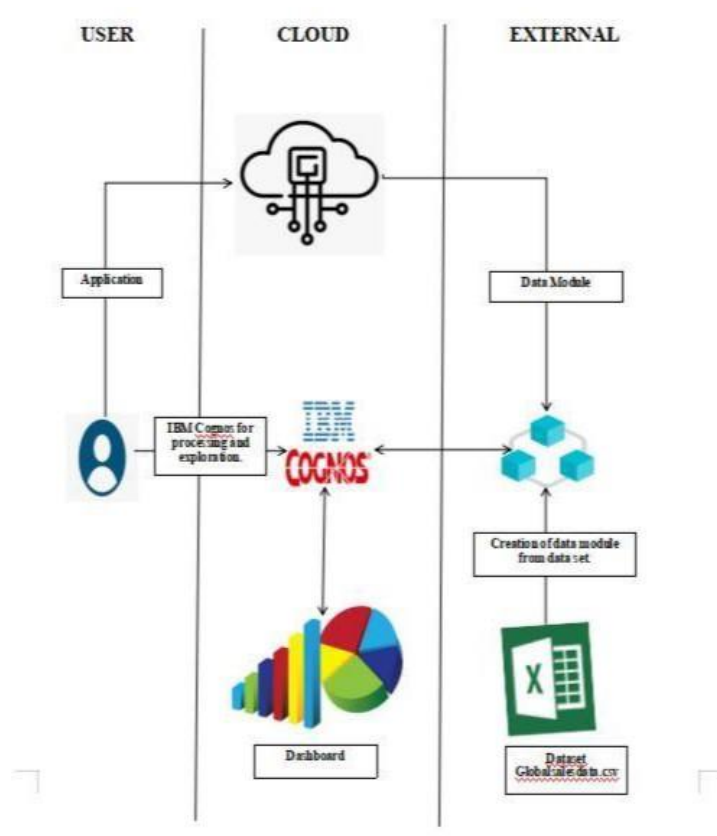 USER
CLOUD
EXTERNAL
Application
Data Module
IBM Cognos for
processing and
exploration.
IBM
COGNOS
Creation of data module
from data set
X
Dashboard
Dataset
Globalsalesdata.csv